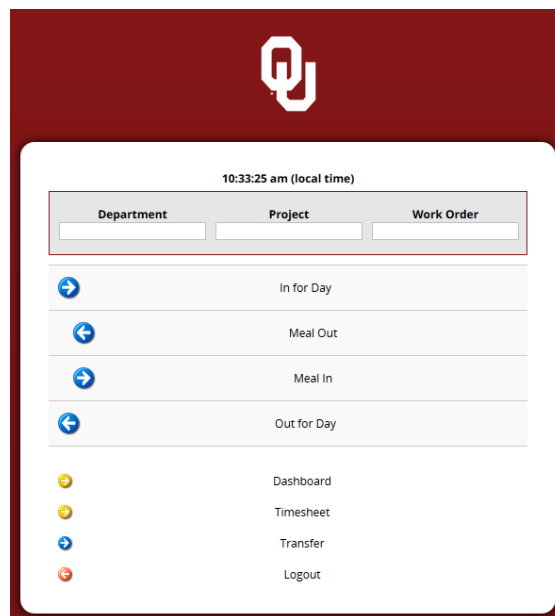 OU
10:33:25 am (local time)
Department Project Work Order
In for Day
Meal Out
Meal In
Out for Day
Dashboard
Timesheet
Transfer
Logout